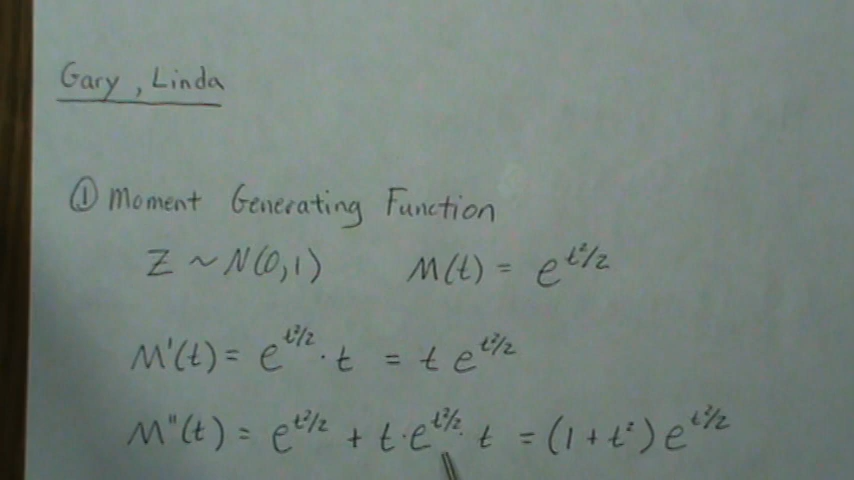 Gary, Linda
① Moment Generating Function
Z ~ N(0,1) M(t) = e^{t²/2}
M'(t) = e^{t²/2} · t = t e^{t²/2}
M''(t) = e^{t²/2} + t · e^{t²/2} · t = (1 + t²) e^{t²/2}